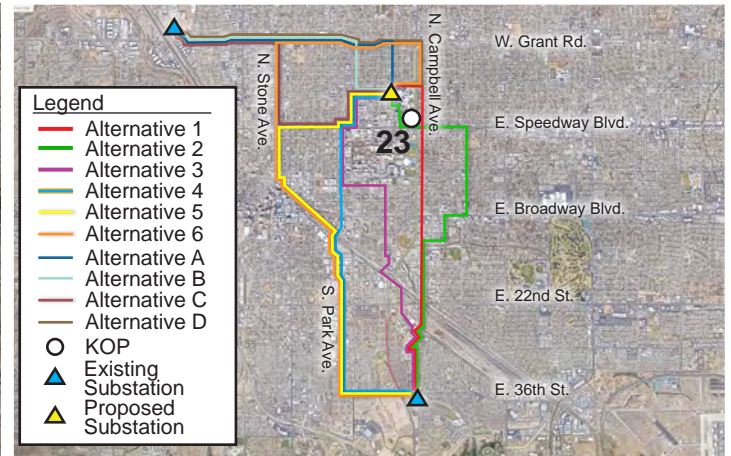 W. Grant Rd.
N. Campbell Ave.
N. Stone Ave.
Legend
Alternative 1
Alternative 2
Alternative 3
Alternative 4
Alternative 5
Alternative 6
Alternative A
Alternative B
Alternative C
Alternative D
KOP
Existing
Substation
Proposed
Substation
E. Speedway Blvd.
23
E. Broadway Blvd.
E. 22nd St.
S. Park Ave.
E. 36th St.